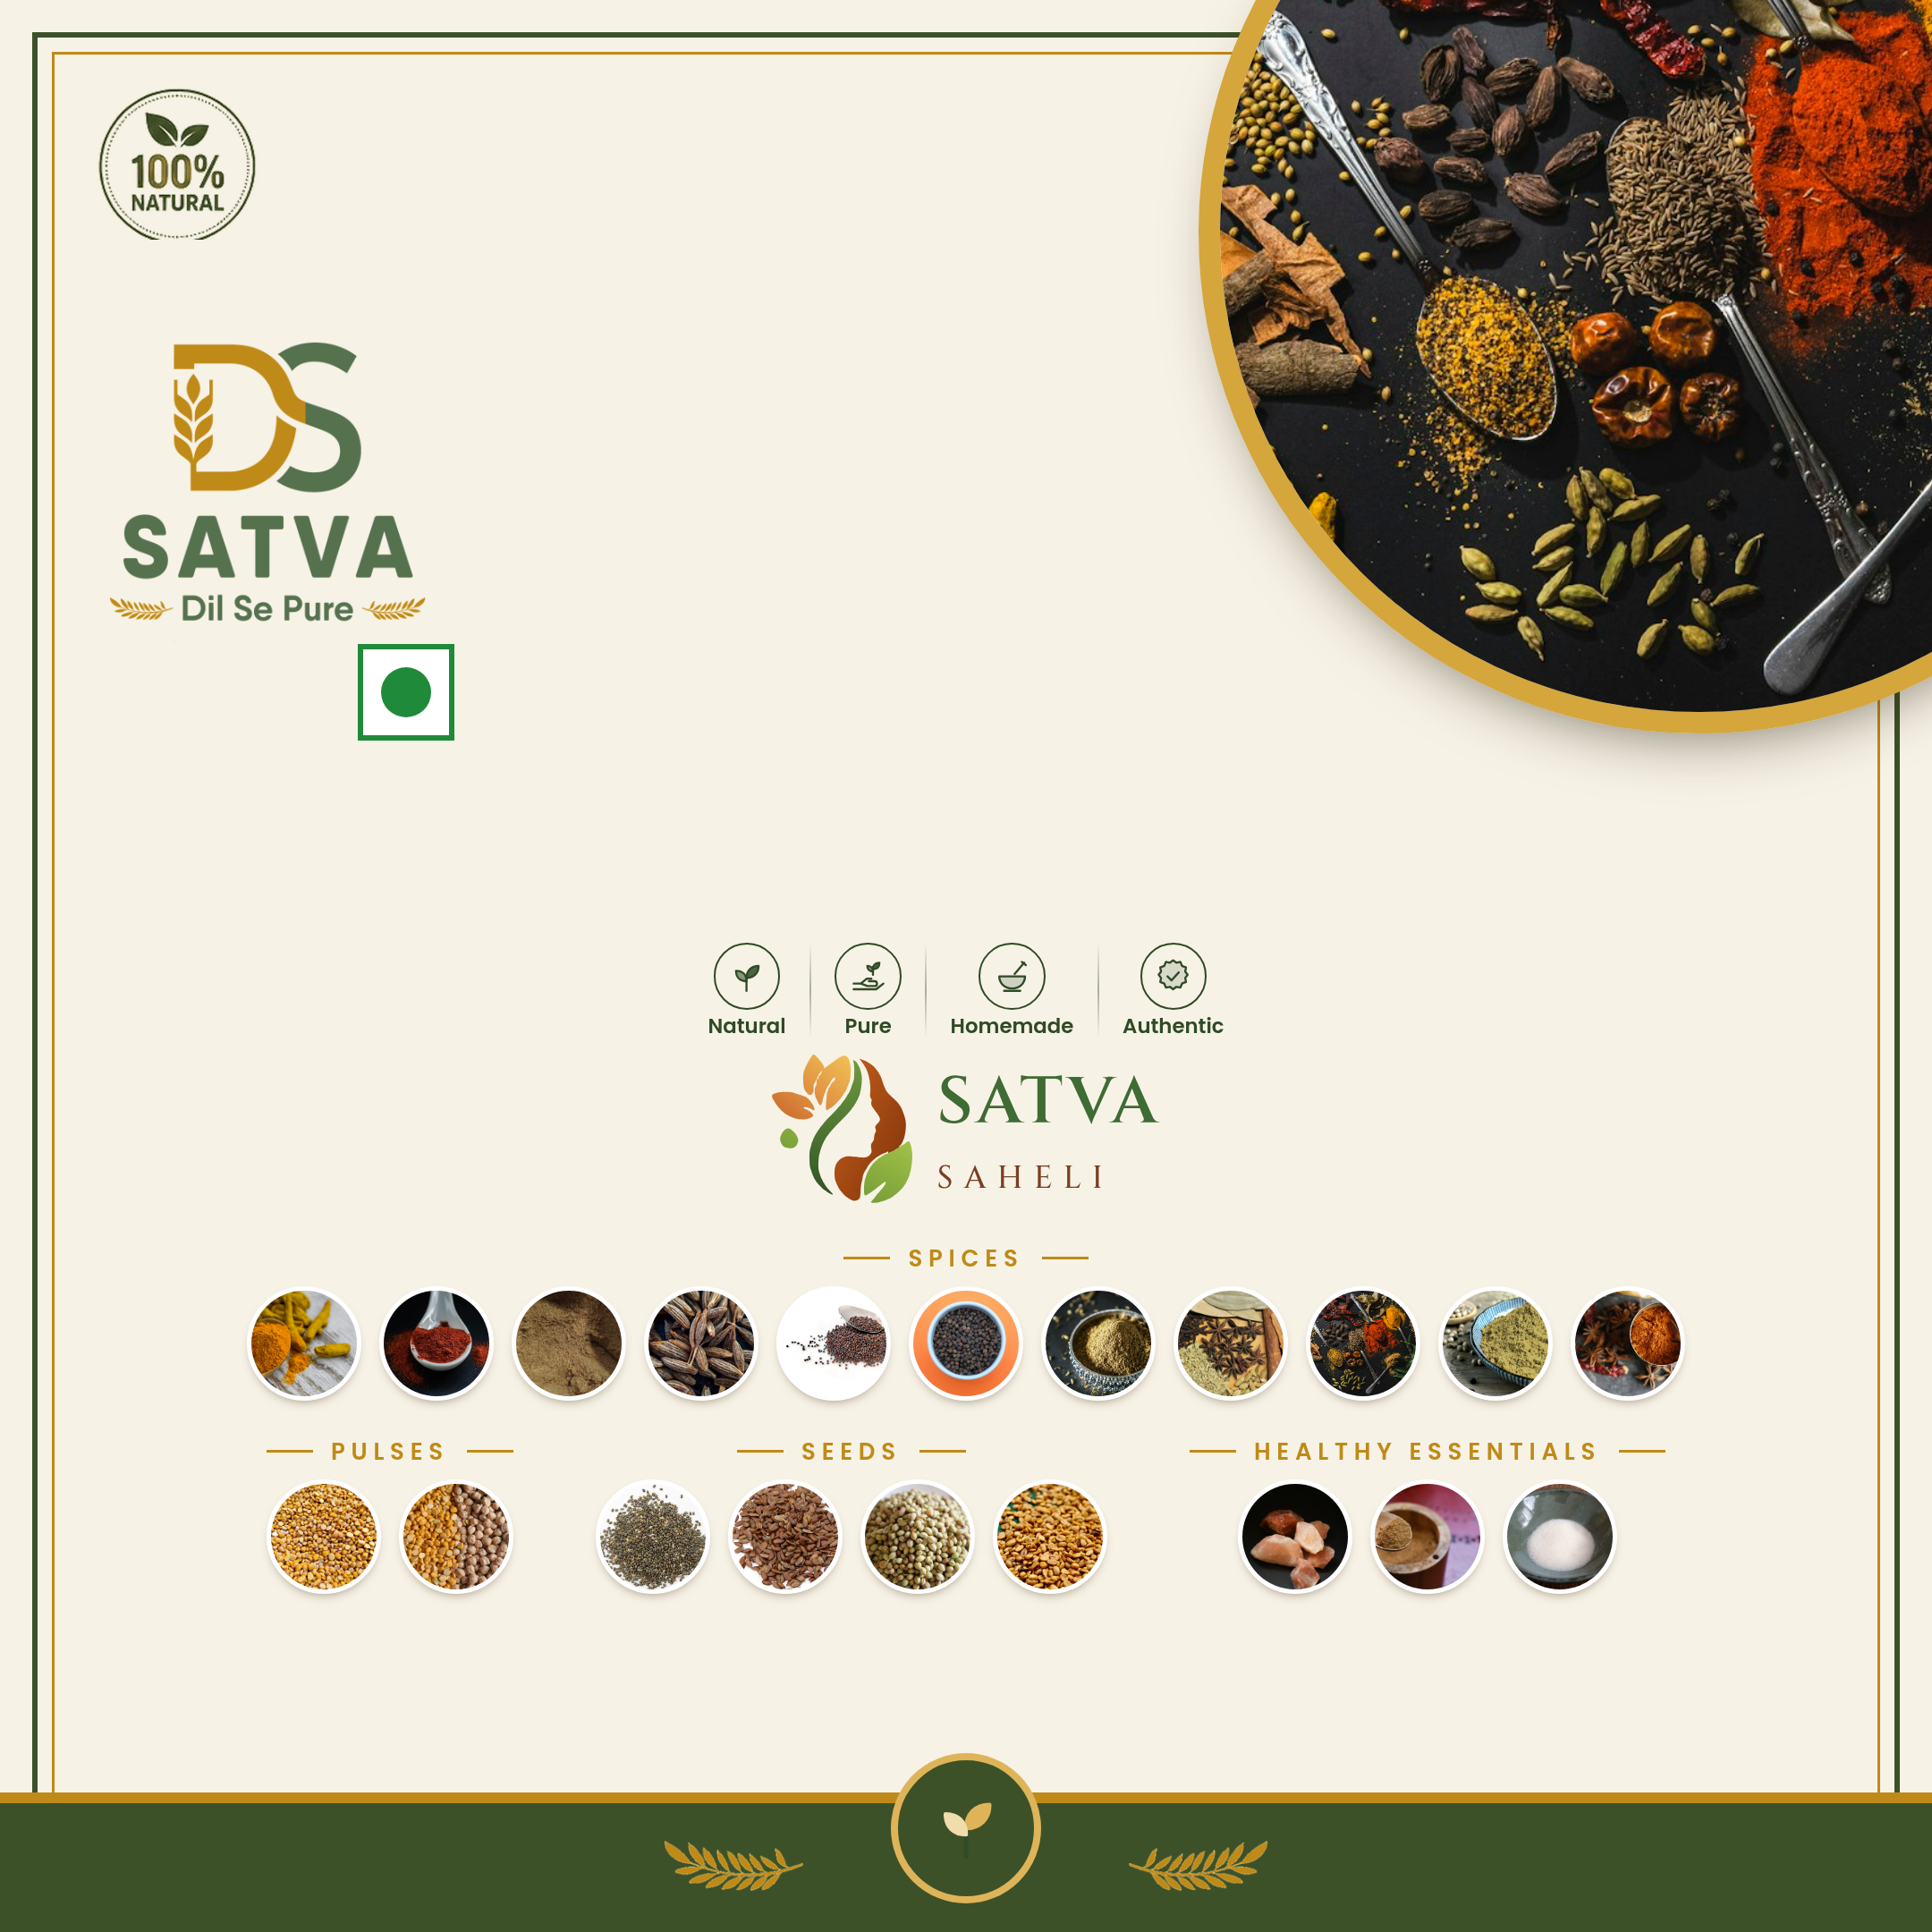 100%
NATURAL
DS
SATVA
Dil Se Pure
Natural
Pure
Homemade
Authentic
SATVA
SAHELI
SPICES
PULSES
SEEDS
HEALTHY ESSENTIALS